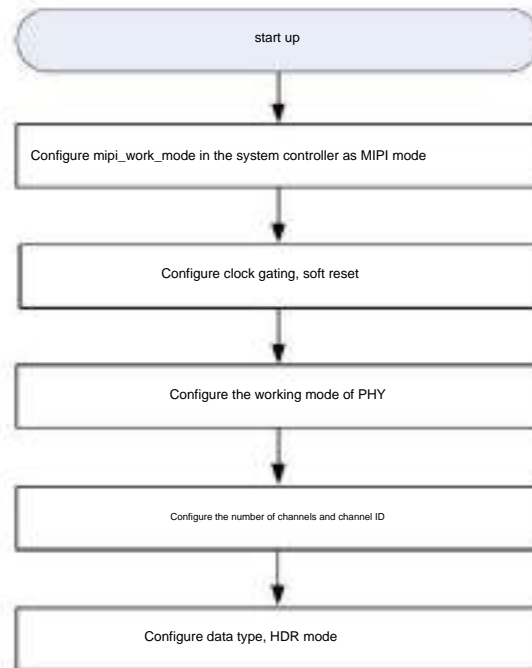 start up
Configure mipi_work_mode in the system controller as MIPI mode
Configure clock gating, soft reset
Configure the working mode of PHY
Configure the number of channels and channel ID
Configure data type, HDR mode